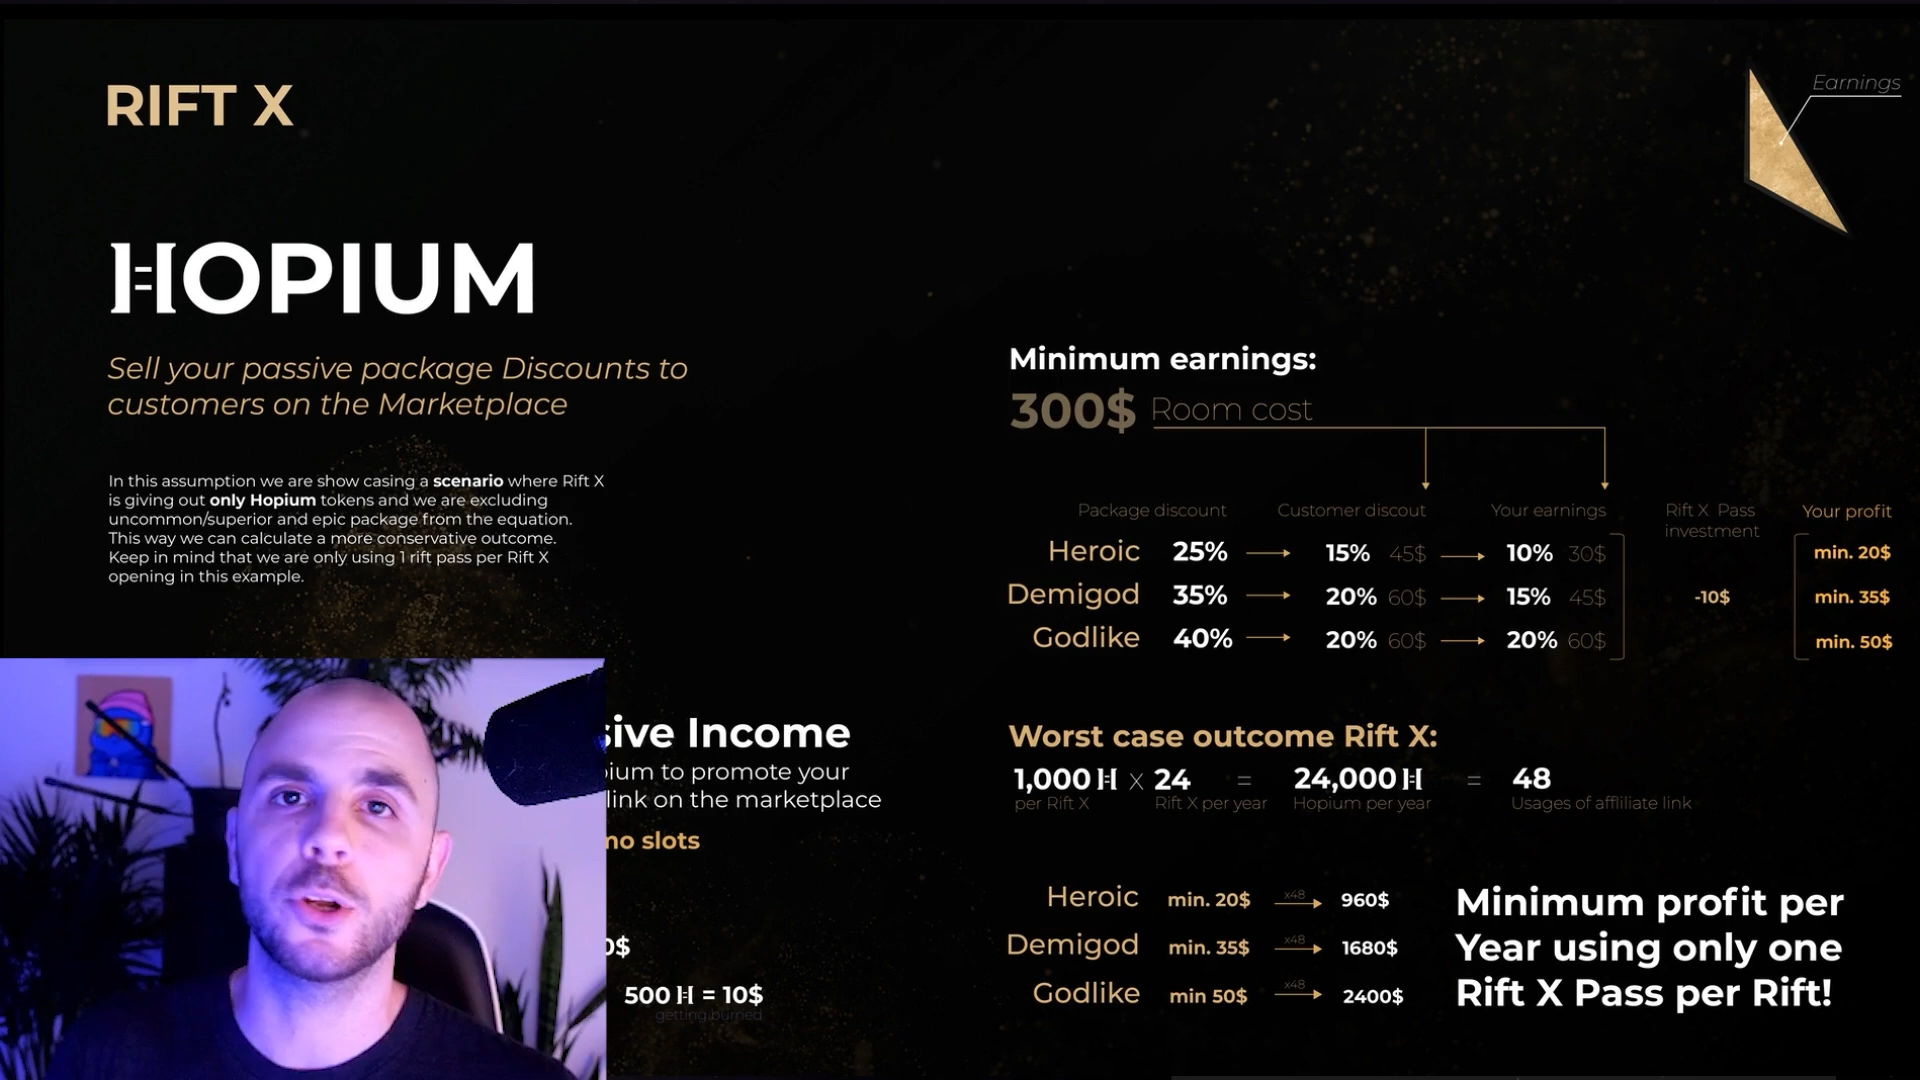 RIFT X
Earnings
HOPIUM
Sell your passive package Discounts to
customers on the Marketplace
In this assumption we are show casing a scenario where Rift X
is giving out only Hopium tokens and we are excluding
uncommon/superior and epic package from the equation.
This way we can calculate a more conservative outcome.
Keep in mind that we are only using 1 rift pass per Rift X
opening in this example.
sive Income
ium to promote your
link on the marketplace
mo slots
0$
500 H = 10$
getting burned
Minimum earnings:
300$ Room cost
Package discount Customer discout Your earnings Rift X Pass Your profit
investment
Heroic 25% 15% 45$ 10% 30$ min. 20$
Demigod 35% 20% 60$ 15% 45$ -10$ min. 35$
Godlike 40% 20% 60$ 20% 60$ min. 50$
Worst case outcome Rift X:
1,000 H X 24 = 24,000 H = 48
per Rift X Rift X per year Hopium per year Usages of affliliate link
Heroic min. 20$ x48 960$
Demigod min. 35$ x48 1680$
Godlike min 50$ x48 2400$
Minimum profit per
Year using only one
Rift X Pass per Rift!